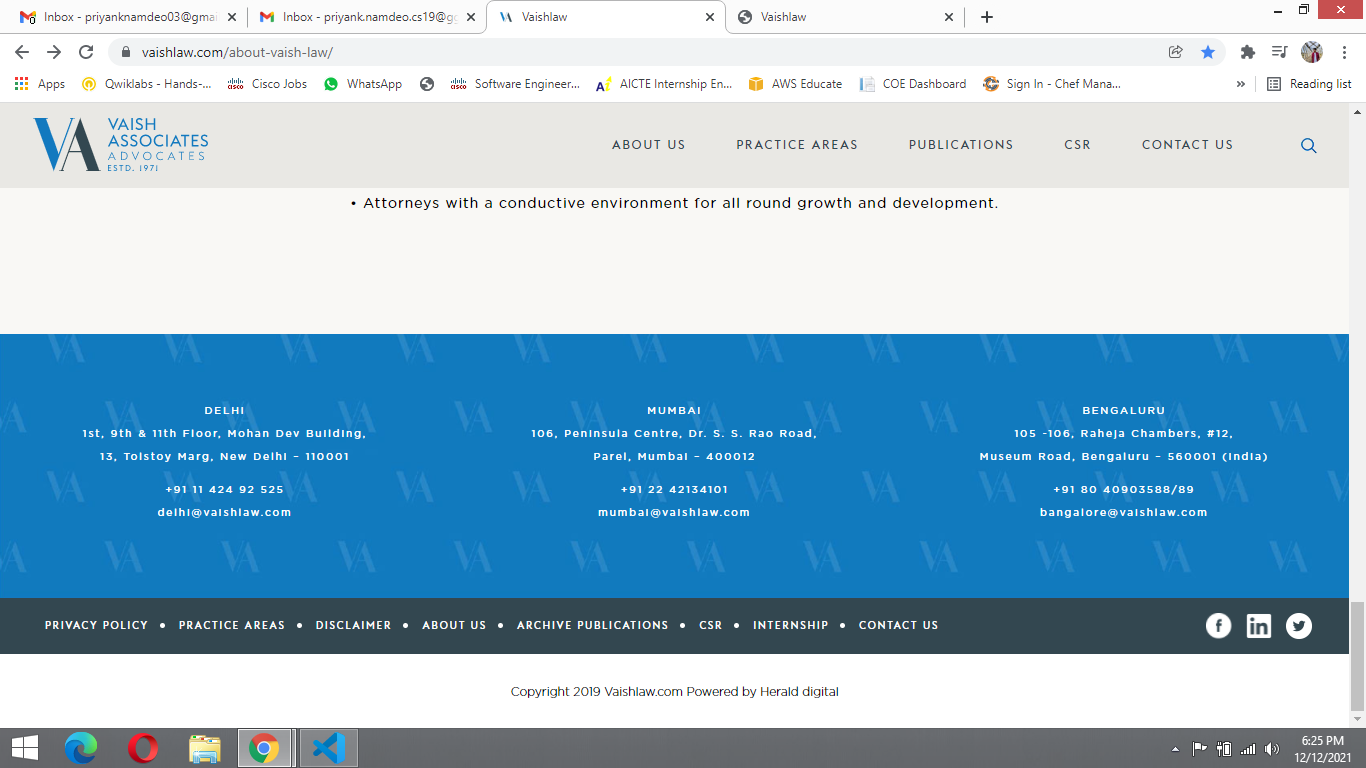 Inbox - priyanknamdeo03@gmai
Inbox - priyank.namdeo.cs19@gg
Vaishlaw
Vaishlaw
vaishlaw.com/about-vaish-law/
Apps
Qwiklabs - Hands-...
Cisco Jobs
WhatsApp
Software Engineer...
AICTE Internship En...
AWS Educate
COE Dashboard
Sign In - Chef Mana...
»
Reading list
VAISH
ASSOCIATES
ADVOCATES
ESTD. 1971
ABOUT US
PRACTICE AREAS
PUBLICATIONS
CSR
CONTACT US
• Attorneys with a conductive environment for all round growth and development.
DELHI
1st, 9th & 11th Floor, Mohan Dev Building,
13, Tolstoy Marg, New Delhi – 110001
+91 11 424 92 525
delhi@vaishlaw.com
MUMBAI
106, Peninsula Centre, Dr. S. S. Rao Road,
Parel, Mumbai – 400012
+91 22 42134101
mumbai@vaishlaw.com
BENGALURU
105 -106, Raheja Chambers, #12,
Museum Road, Bengaluru – 560001 (India)
+91 80 40903588/89
bangalore@vaishlaw.com
PRIVACY POLICY • PRACTICE AREAS • DISCLAIMER • ABOUT US • ARCHIVE PUBLICATIONS • CSR • INTERNSHIP • CONTACT US
Copyright 2019 Vaishlaw.com Powered by Herald digital
6:25 PM
12/12/2021